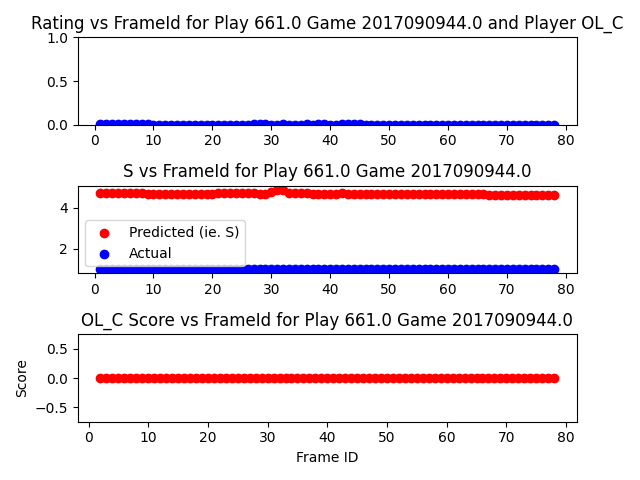 Rating vs FrameId for Play 661.0 Game 2017090944.0 and Player OL_C
1.0
0.5
0.0
0 10 20 30 40 50 60 70 80
S vs FrameId for Play 661.0 Game 2017090944.0
4
2
Predicted (ie. S)
Actual
0 10 20 30 40 50 60 70 80
OL_C Score vs FrameId for Play 661.0 Game 2017090944.0
Score
0.5
0.0
−0.5
0 10 20 30 40 50 60 70 80
Frame ID